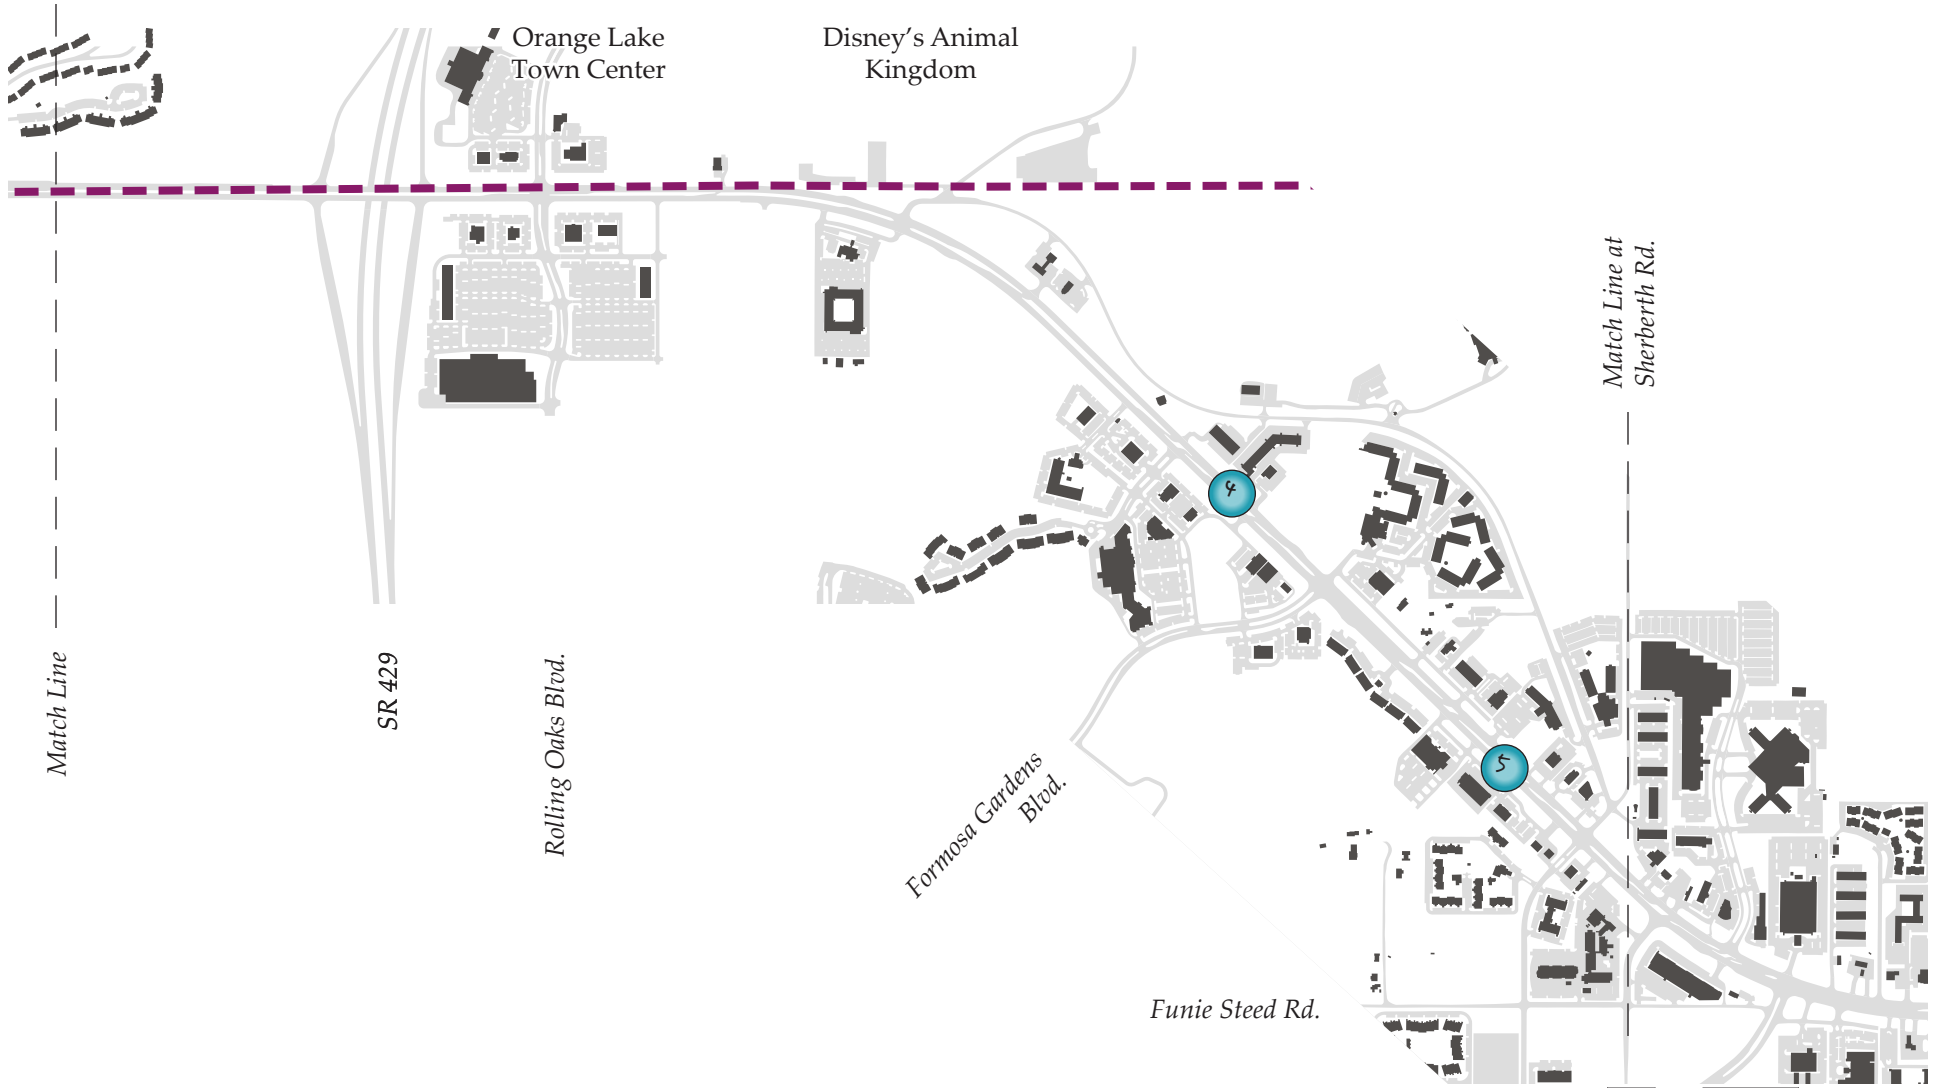 Orange Lake
Town Center
Disney’s Animal
Kingdom
Match Line at
Sherberth Rd.
4
5
Match Line
SR 429
Rolling Oaks Blvd.
Formosa Gardens
Blvd.
Funie Steed Rd.